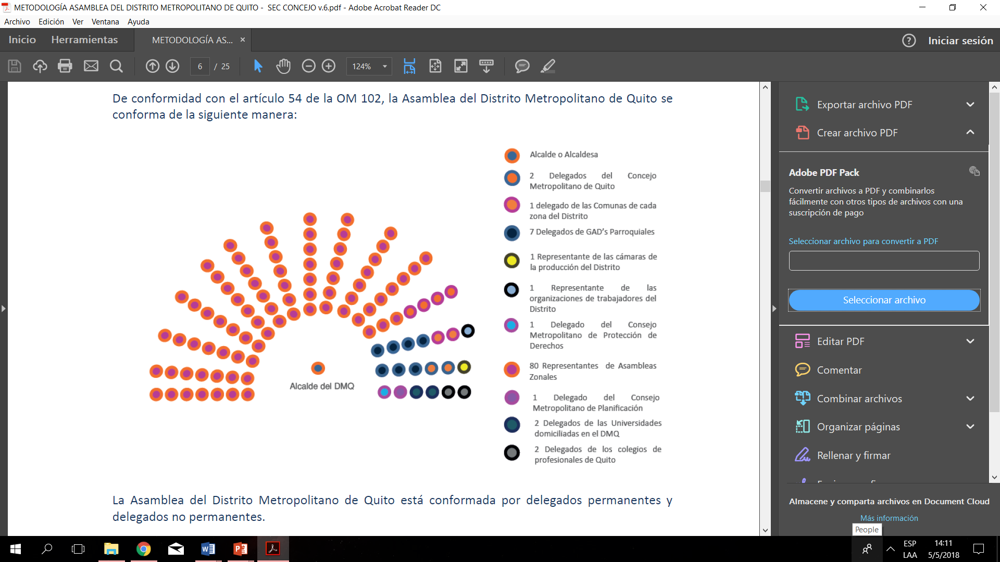 METODOLOGÍA ASAMBLEA DEL DISTRITO METROPOLITANO DE QUITO - SEC CONCEJO v.6.pdf - Adobe Acrobat Reader DC
Archivo Edición Ver Ventana Ayuda
Inicio Herramientas METODOLOGÍA AS... × ? Iniciar sesión
6 / 25 124%
De conformidad con el artículo 54 de la OM 102, la Asamblea del Distrito Metropolitano de Quito se
conforma de la siguiente manera:
Alcalde o Alcaldesa
2 Delegados del Concejo
Metropolitano de Quito
1 delegado de las Comunas de cada
zona del Distrito
7 Delegados de GAD's Parroquiales
1 Representante de las cámaras de
la producción del Distrito
1 Representante de las
organizaciones de trabajadores del
Distrito
1 Delegado del Consejo
Metropolitano de Protección de
Derechos
80 Representantes de Asambleas
Zonales
1 Delegado del Consejo
Metropolitano de Planificación
2 Delegados de las Universidades
domiciliadas en el DMQ
2 Delegados de los colegios de
profesionales de Quito
Alcalde del DMQ
La Asamblea del Distrito Metropolitano de Quito está conformada por delegados permanentes y
delegados no permanentes.
Exportar archivo PDF
Crear archivo PDF
Adobe PDF Pack
Convertir archivos a PDF y combinarlos
fácilmente con otros tipos de archivos con una
suscripción de pago
Seleccionar archivo para convertir a PDF
Seleccionar archivo
Editar PDF
Comentar
Combinar archivos
Organizar páginas
Rellenar y firmar
Almacene y comparta archivos en Document Cloud
Más información
People
ESP 14:11
LAA 5/5/2018